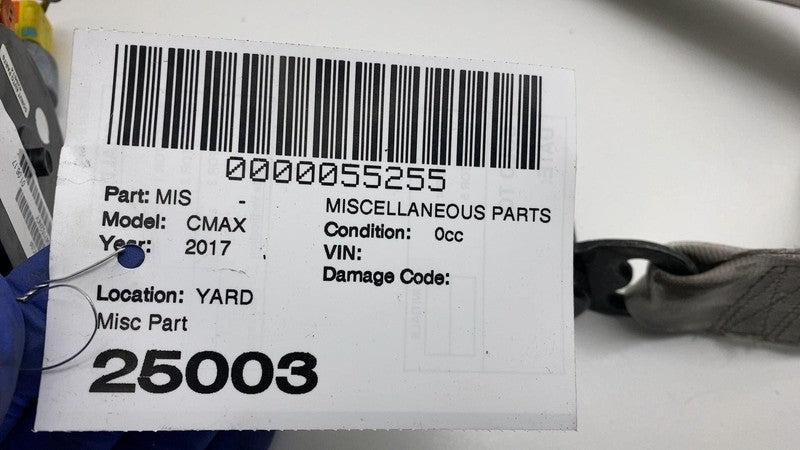 0000055255
Part: MIS - MISCELLANEOUS PARTS
Model: CMAX Condition: 0cc
Year: 2017 VIN:
Damage Code:
Location: YARD
Misc Part
25003